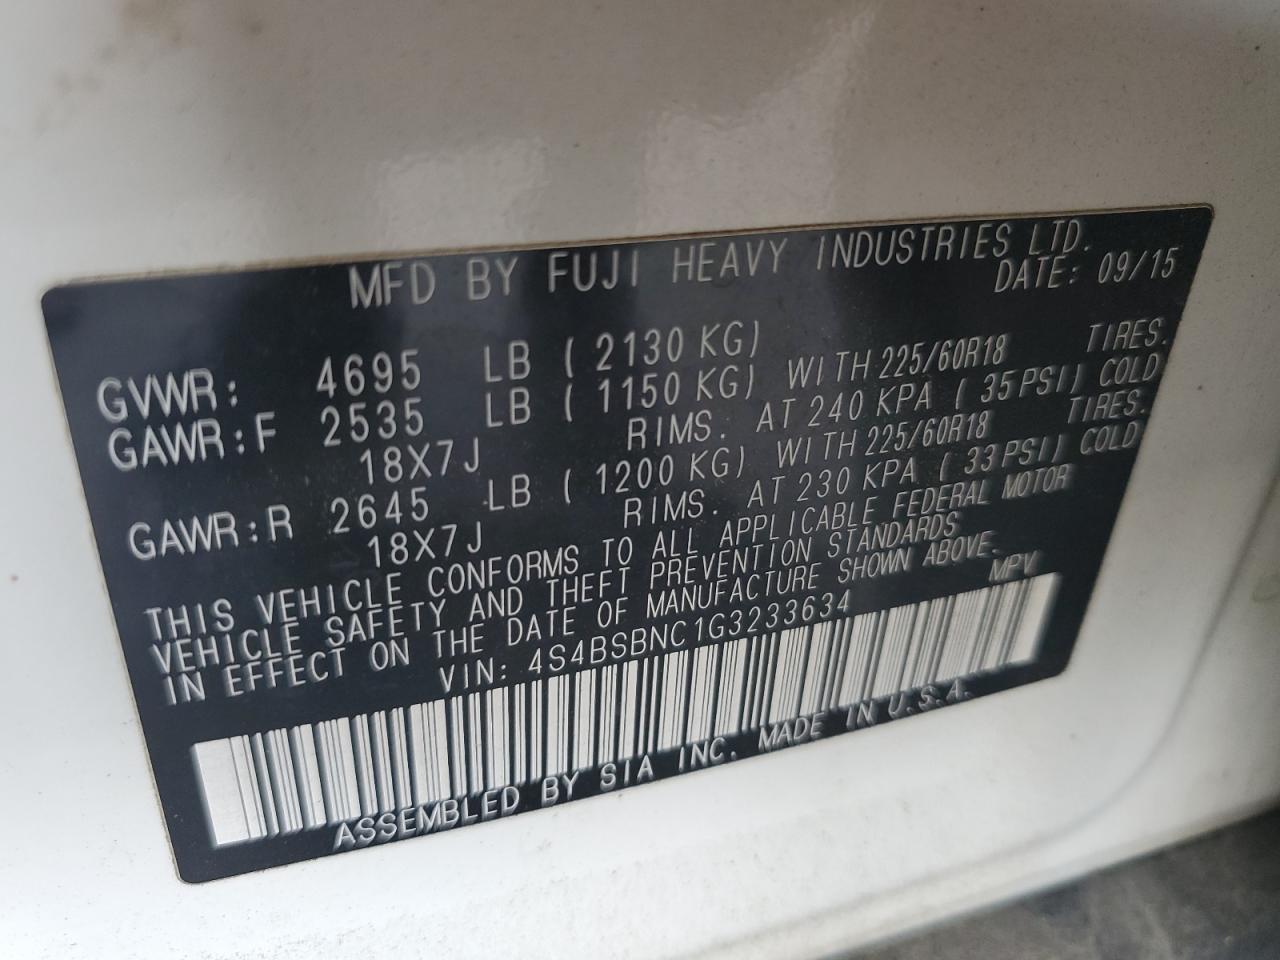 MFD BY FUJI HEAVY INDUSTRIES LTD.
DATE: 09/15
GVWR: 4695 LB ( 2130 KG)
GAWR:F 2535 LB ( 1150 KG) WITH 225/60R18 TIRES.
18X7J RIMS. AT 240 KPA ( 35PSI) COLD
GAWR:R 2645 LB ( 1200 KG) WITH 225/60R18 TIRES.
18X7J RIMS. AT 230 KPA ( 33PSI) COLD
THIS VEHICLE CONFORMS TO ALL APPLICABLE FEDERAL MOTOR
VEHICLE SAFETY AND THEFT PREVENTION STANDARDS
IN EFFECT ON THE DATE OF MANUFACTURE SHOWN ABOVE.
VIN: 4S4BSBNC1G3233634 MPV
ASSEMBLED BY SIA INC. MADE IN U.S.A.